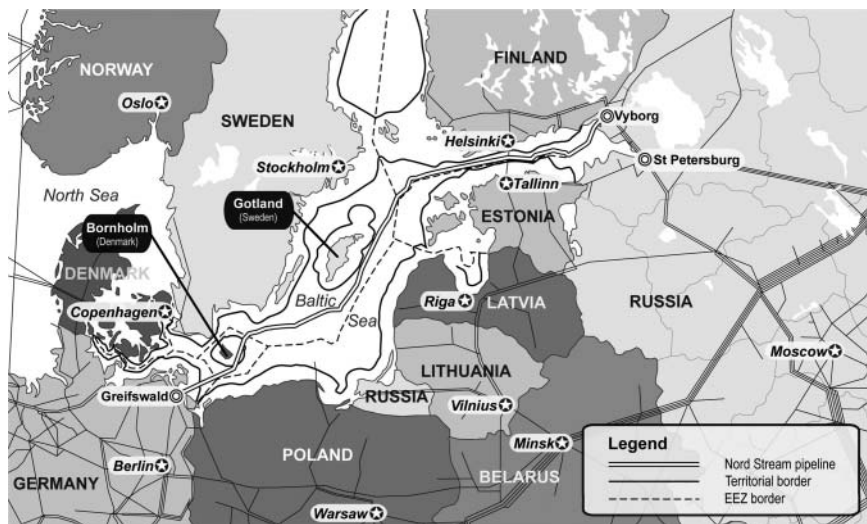 NORWAY
Oslo
SWEDEN
FINLAND
Vyborg
Helsinki
Stockholm
St Petersburg
North Sea
Gotland
(Sweden)
Tallinn
Bornholm
(Denmark)
ESTONIA
DENMARK
Baltic
Sea
Copenhagen
Riga
LATVIA
RUSSIA
Moscow
LITHUANIA
Greifswald
RUSSIA
Vilnius
Minsk
POLAND
Berlin
BELARUS
GERMANY
Warsaw
Legend
Nord Stream pipeline
Territorial border
EEZ border